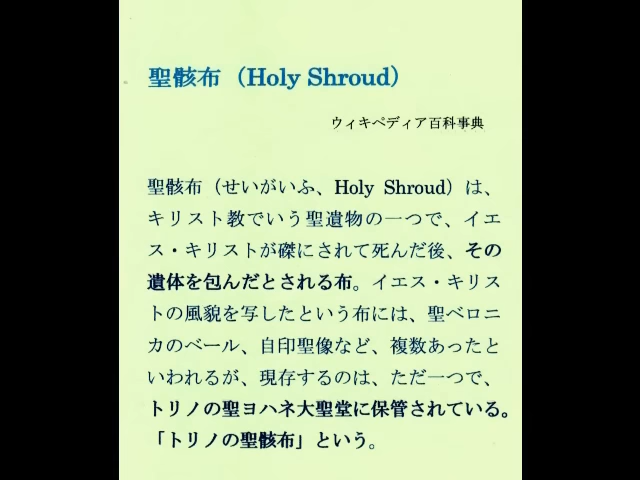 聖骸布（Holy Shroud）
ウィキペディア百科事典
聖骸布（せいがいふ、Holy Shroud）は、
キリスト教でいう聖遺物の一つで、イエ
ス・キリストが磔にされて死んだ後、その
遺体を包んだとされる布。イエス・キリス
トの風貌を写したという布には、聖ベロニ
カのベール、自印聖像など、複数あったと
いわれるが、現存するのは、ただ一つで、
トリノの聖ヨハネ大聖堂に保管されている。
「トリノの聖骸布」という。